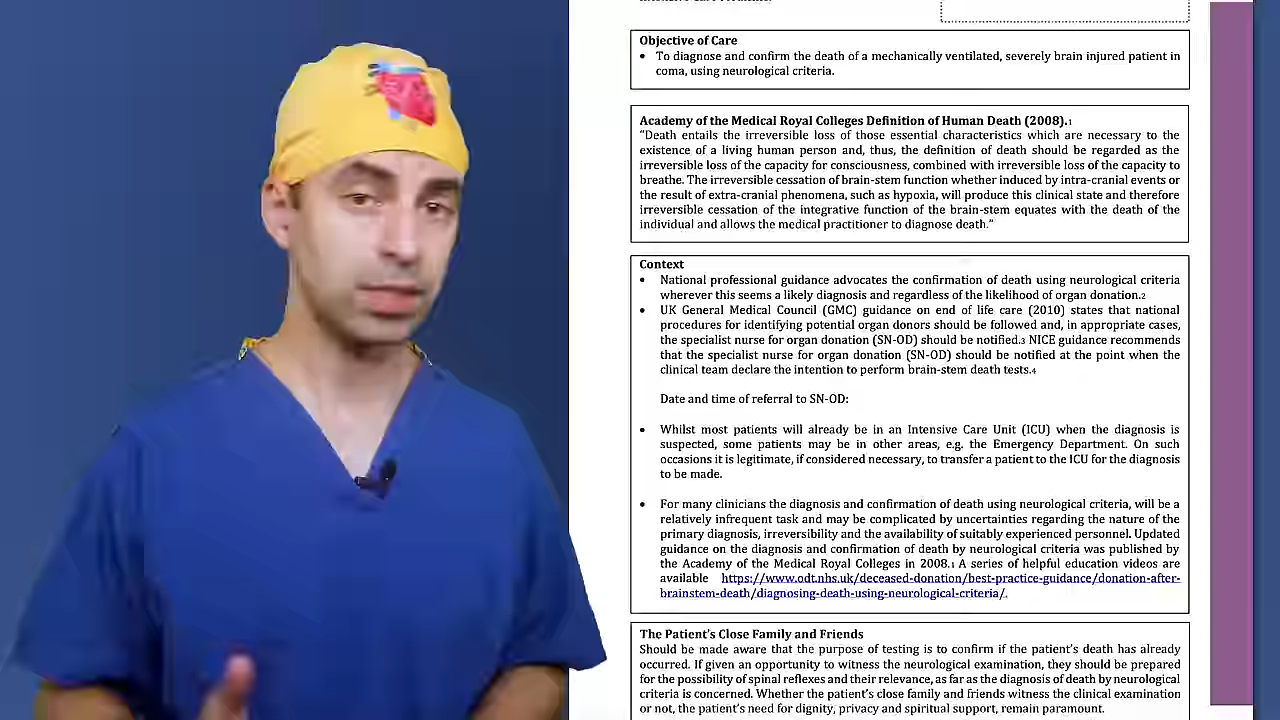 Objective of Care
• To diagnose and confirm the death of a mechanically ventilated, severely brain injured patient in
coma, using neurological criteria.
Academy of the Medical Royal Colleges Definition of Human Death (2008).1
“Death entails the irreversible loss of those essential characteristics which are necessary to the
existence of a living human person and, thus, the definition of death should be regarded as the
irreversible loss of the capacity for consciousness, combined with irreversible loss of the capacity to
breathe. The irreversible cessation of brain-stem function whether induced by intra-cranial events or
the result of extra-cranial phenomena, such as hypoxia, will produce this clinical state and therefore
irreversible cessation of the integrative function of the brain-stem equates with the death of the
individual and allows the medical practitioner to diagnose death.”
Context
• National professional guidance advocates the confirmation of death using neurological criteria
wherever this seems a likely diagnosis and regardless of the likelihood of organ donation.2
• UK General Medical Council (GMC) guidance on end of life care (2010) states that national
procedures for identifying potential organ donors should be followed and, in appropriate cases,
the specialist nurse for organ donation (SN-OD) should be notified.3 NICE guidance recommends
that the specialist nurse for organ donation (SN-OD) should be notified at the point when the
clinical team declare the intention to perform brain-stem death tests.4
Date and time of referral to SN-OD:
• Whilst most patients will already be in an Intensive Care Unit (ICU) when the diagnosis is
suspected, some patients may be in other areas, e.g. the Emergency Department. On such
occasions it is legitimate, if considered necessary, to transfer a patient to the ICU for the diagnosis
to be made.
• For many clinicians the diagnosis and confirmation of death using neurological criteria, will be a
relatively infrequent task and may be complicated by uncertainties regarding the nature of the
primary diagnosis, irreversibility and the availability of suitably experienced personnel. Updated
guidance on the diagnosis and confirmation of death by neurological criteria was published by
the Academy of the Medical Royal Colleges in 2008.1 A series of helpful education videos are
available https://www.odt.nhs.uk/deceased-donation/best-practice-guidance/donation-after-
brainstem-death/diagnosing-death-using-neurological-criteria/.
The Patient’s Close Family and Friends
Should be made aware that the purpose of testing is to confirm if the patient’s death has already
occurred. If given an opportunity to witness the neurological examination, they should be prepared
for the possibility of spinal reflexes and their relevance, as far as the diagnosis of death by neurological
criteria is concerned. Whether the patient’s close family and friends witness the clinical examination
or not, the patient’s need for dignity, privacy and spiritual support, remain paramount.